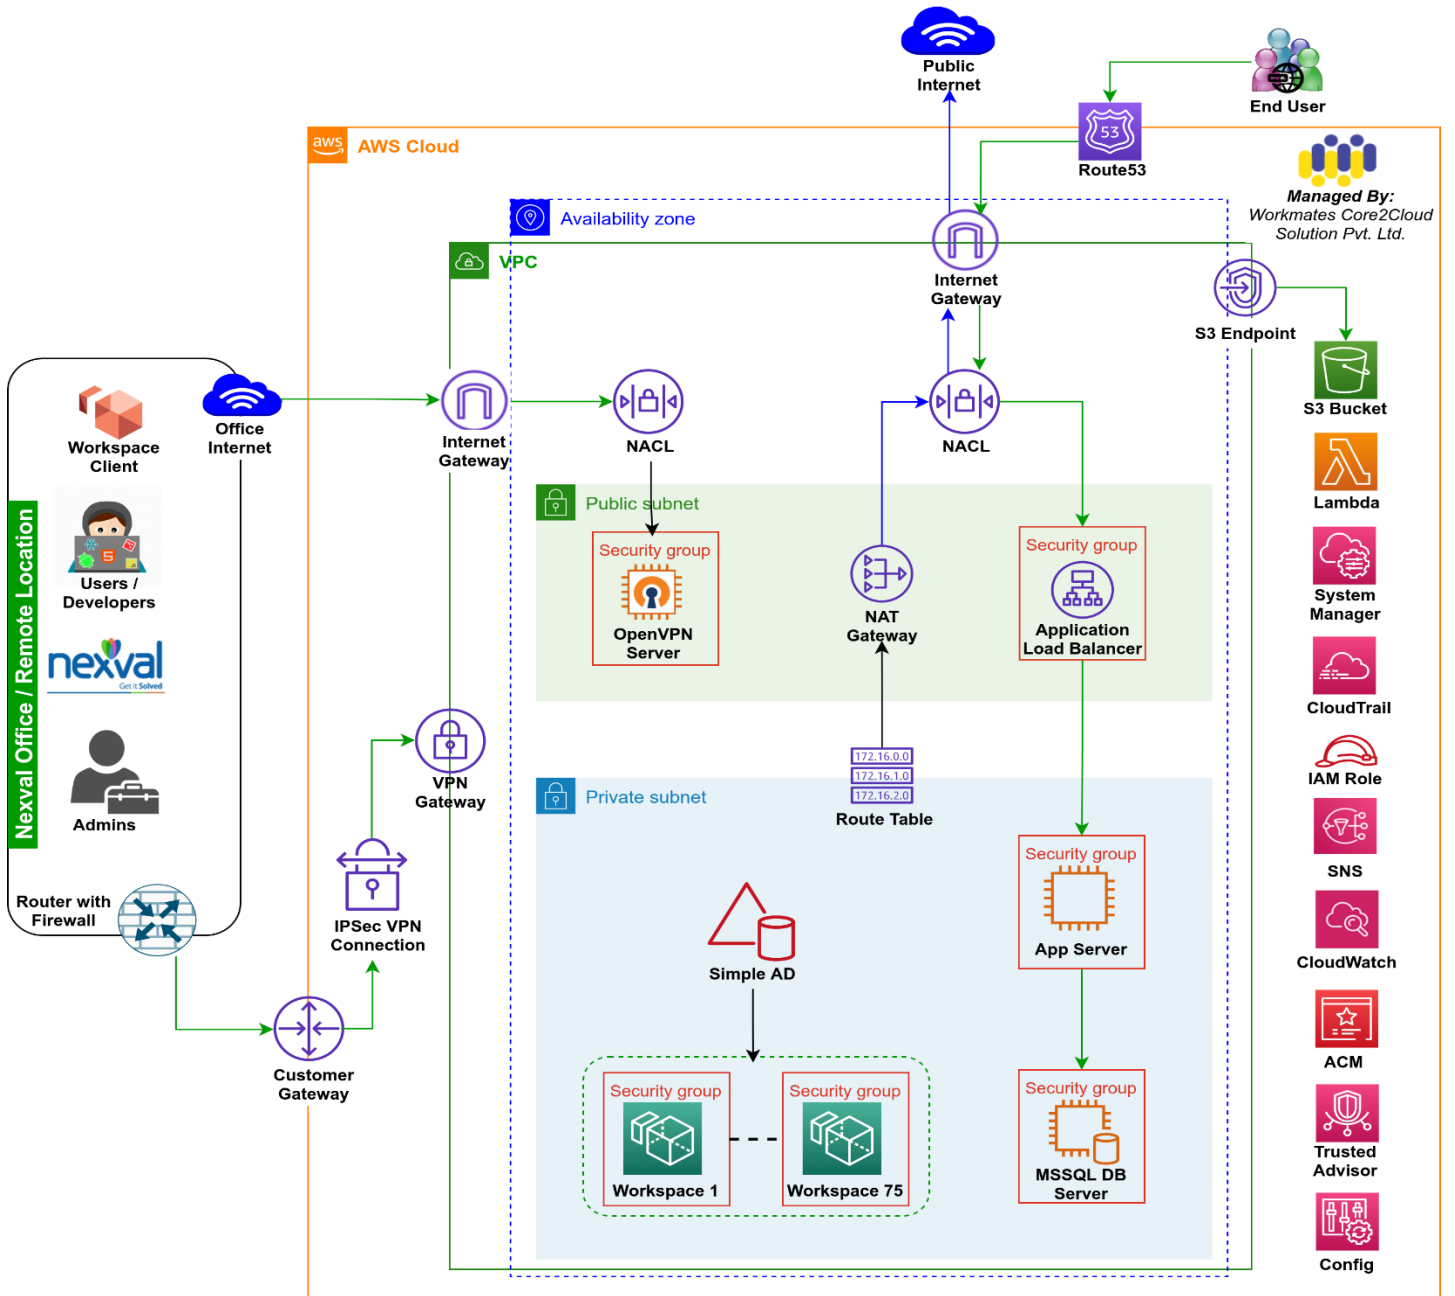 Public
Internet
End User
53
Route53
aws
AWS Cloud
Managed By:
Workmates Core2Cloud
Solution Pvt. Ltd.
Availability zone
VPC
Internet
Gateway
S3 Endpoint
S3 Bucket
Workspace
Client
Office
Internet
Internet
Gateway
NACL
NACL
Lambda
Nexval Office / Remote Location
5
Users /
Developers
nexval
Get it Solved
Admins
Router with
Firewall
Public subnet
Security group
OpenVPN
Server
NAT
Gateway
Security group
Application
Load Balancer
System
Manager
CloudTrail
VPN
Gateway
172.16.0.0
172.16.1.0
172.16.2.0
Route Table
Private subnet
IAM Role
SNS
IPSec VPN
Connection
Security group
App Server
CloudWatch
Simple AD
Customer
Gateway
Security group
Workspace 1
Security group
Workspace 75
Security group
MSSQL DB
Server
ACM
Trusted
Advisor
Config